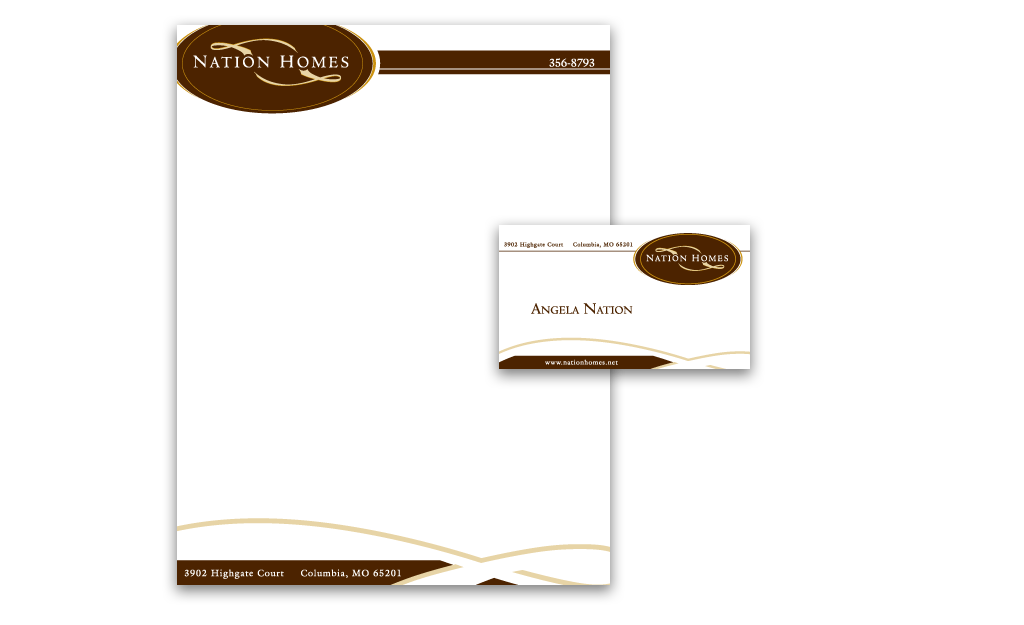 NATION HOMES
356-8793
3902 Highgate Court Columbia, MO 65201
NATION HOMES
ANGELA NATION
www.nationhomes.net
3902 Highgate Court Columbia, MO 65201